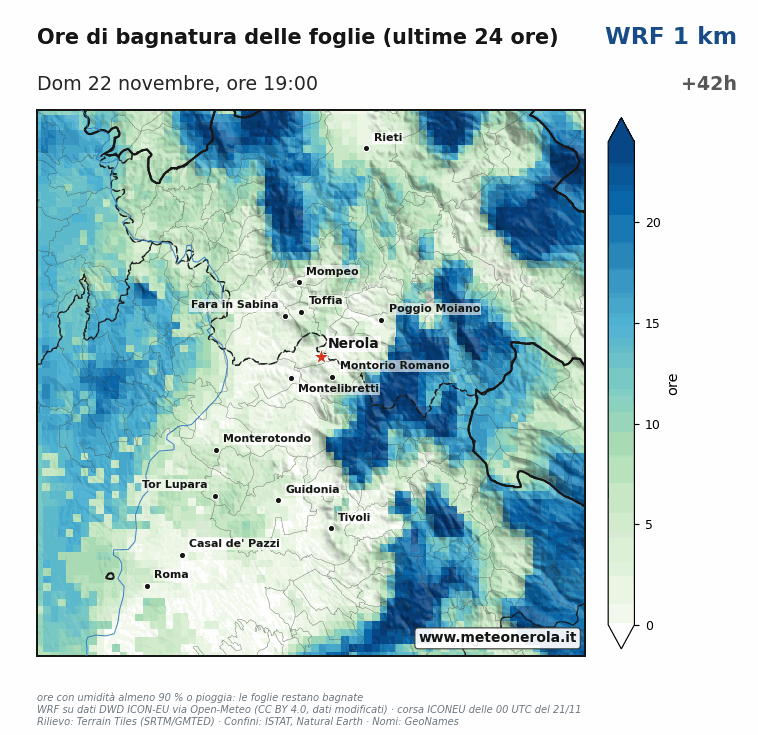 Ore di bagnatura delle foglie (ultime 24 ore)
WRF 1 km
Dom 22 novembre, ore 19:00
+42h
Rieti
Mompeo
Fara in Sabina
Toffia
Poggio Moiano
Nerola
Montorio Romano
Montelibretti
Monterotondo
Tor Lupara
Guidonia
Tivoli
Casal de' Pazzi
Roma
www.meteonerola.it
20
15
10
5
0
ore
ore con umidità almeno 90 % o pioggia: le foglie restano bagnate
WRF su dati DWD ICON-EU via Open-Meteo (CC BY 4.0, dati modificati) · corsa ICONEU delle 00 UTC del 21/11
Rilievo: Terrain Tiles (SRTM/GMTED) · Confini: ISTAT, Natural Earth · Nomi: GeoNames